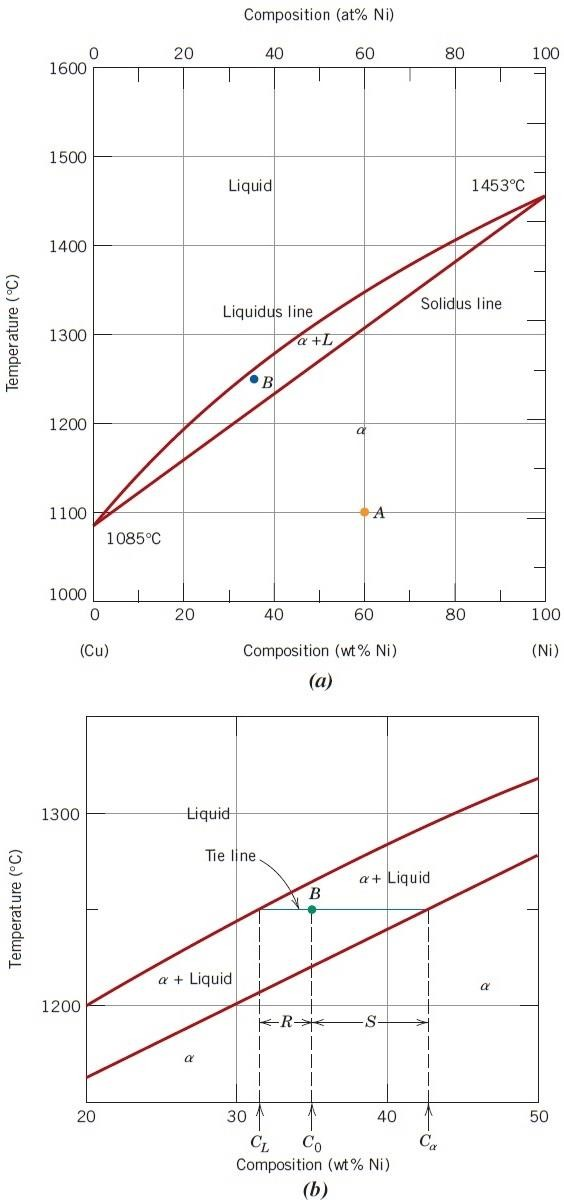 Composition (at% Ni)
0 20 40 60 80 100
1600
1500
Liquid
1453°C
1400
Temperature (°C)
Liquidus line
Solidus line
1300
α +L
B
1200
α
1100
A
1085°C
1000
0 20 40 60 80 100
(Cu) Composition (wt% Ni) (Ni)
(a)
1300
Liquid
Tie line
B
α + Liquid
Temperature (°C)
α + Liquid
α
1200
R S
α
20 30 40 50
C_L C_0 C_α
Composition (wt% Ni)
(b)